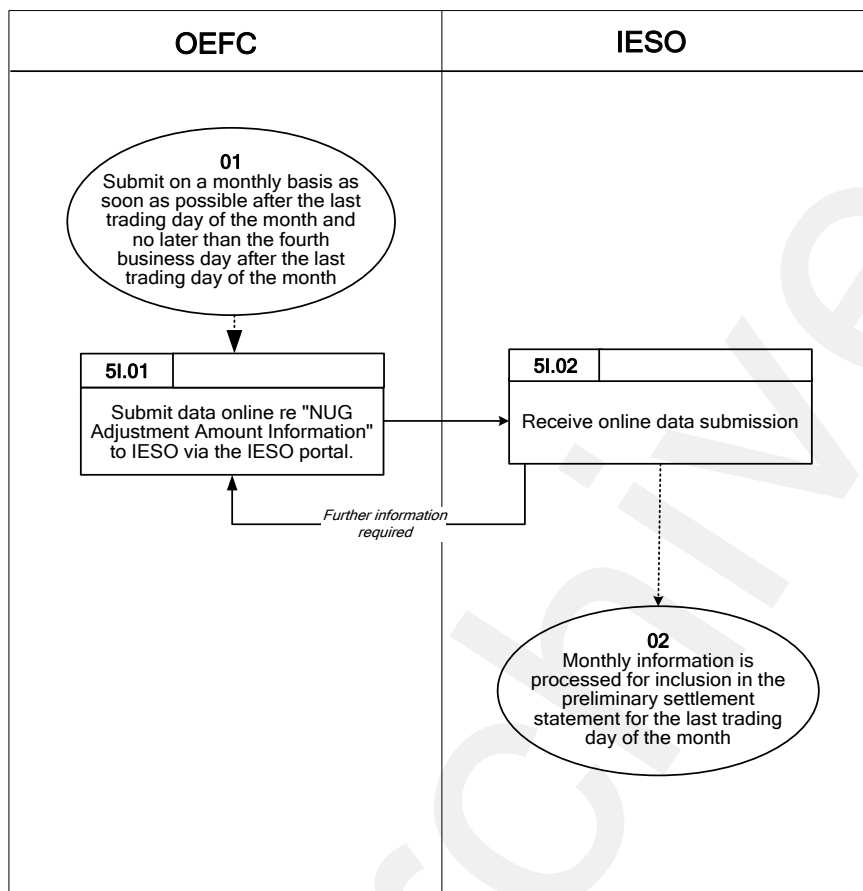 OEFC
IESO
01
Submit on a monthly basis as
soon as possible after the last
trading day of the month and
no later than the fourth
business day after the last
trading day of the month
5I.01
Submit data online re "NUG
Adjustment Amount Information"
to IESO via the IESO portal.
5I.02
Receive online data submission
Further information
required
02
Monthly information is
processed for inclusion in the
preliminary settlement
statement for the last trading
day of the month